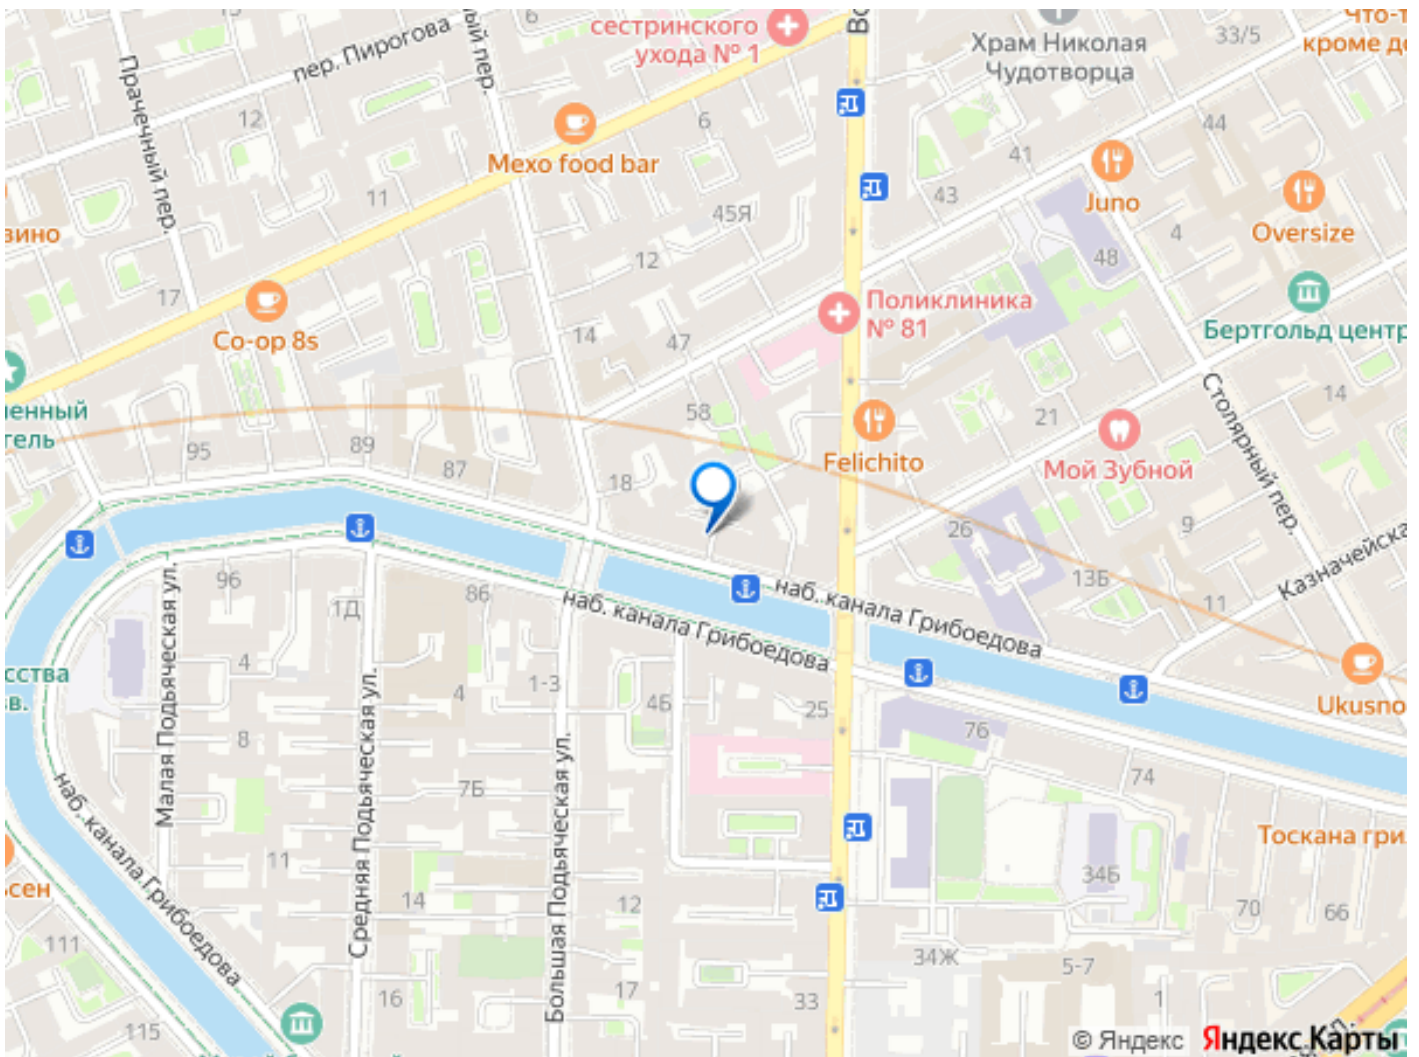 6
сестринского
ухода № 1
Храм Николая
Чудотворца
33/5
пер. Пирогова
Прачечный пер.
12
Mexo food bar
6
41
44
11
43
45Я
Juno
4
Oversize
48
12
17
Co-op 8s
14
47
Поликлиника
№ 81
Бертгольд центр
58
21
14
Столярный пер.
95
89
87
18
Felichito
Мой Зубной
26
9
13Б
11
96
1Д
86
наб. канала Грибоедова
наб. канала Грибоедова
4
4
1-3
4Б
25
76
Ukusno
Малая Подьяческая ул.
Средняя Подьяческая ул.
Большая Подьяческая ул.
8
7Б
74
наб. канала Грибоедова
11
14
12
34Б
70
66
Тоскана гри
111
34Ж
5-7
16
17
33
1
115
© Яндекс Яндекс Карты